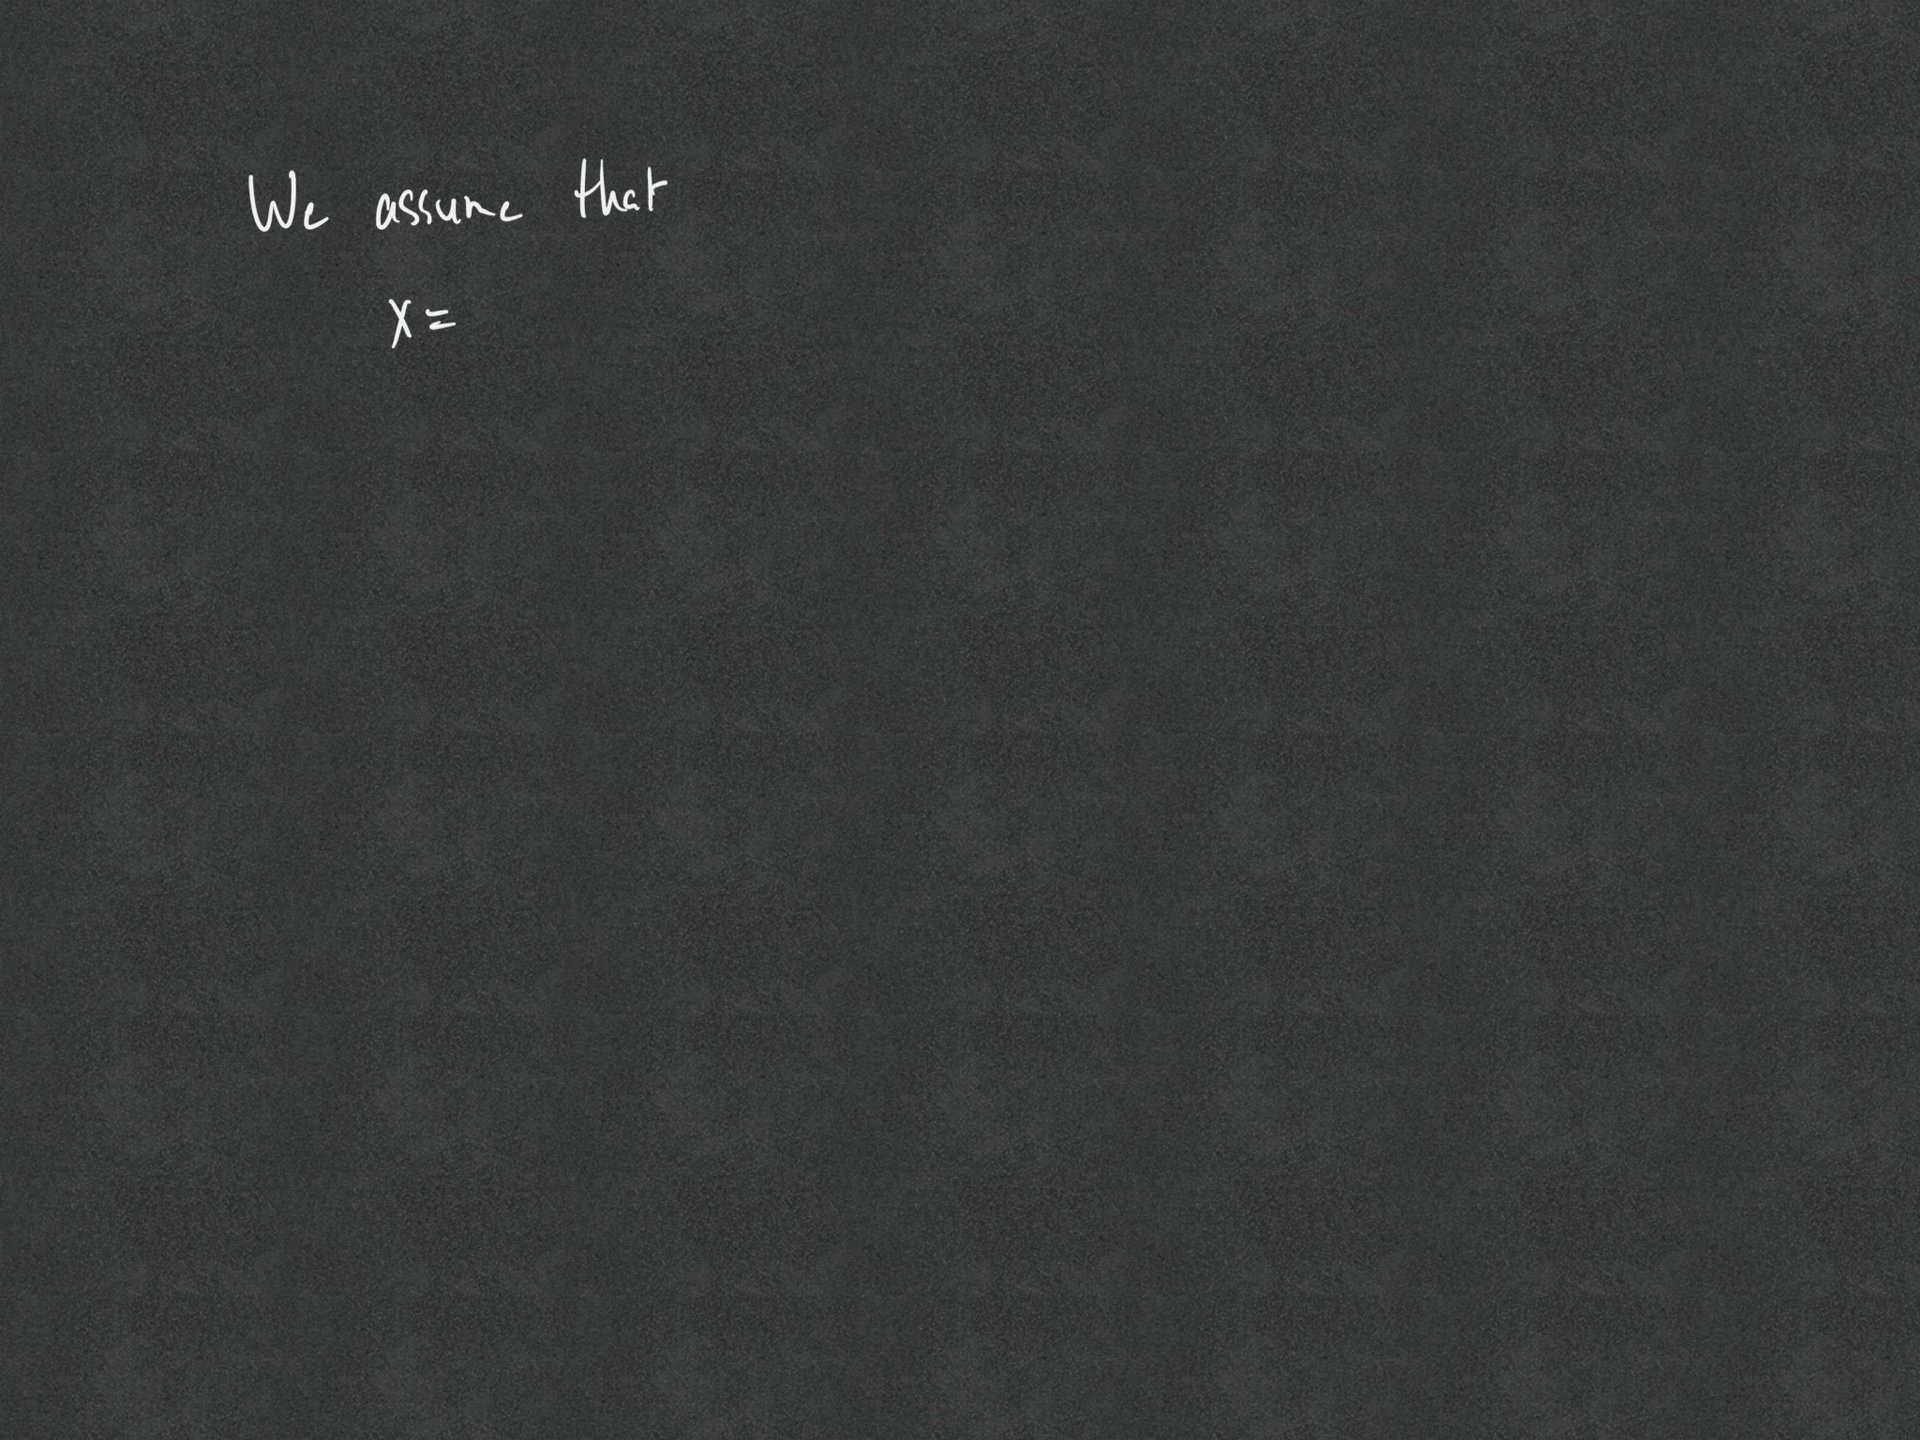 We assume that
x =